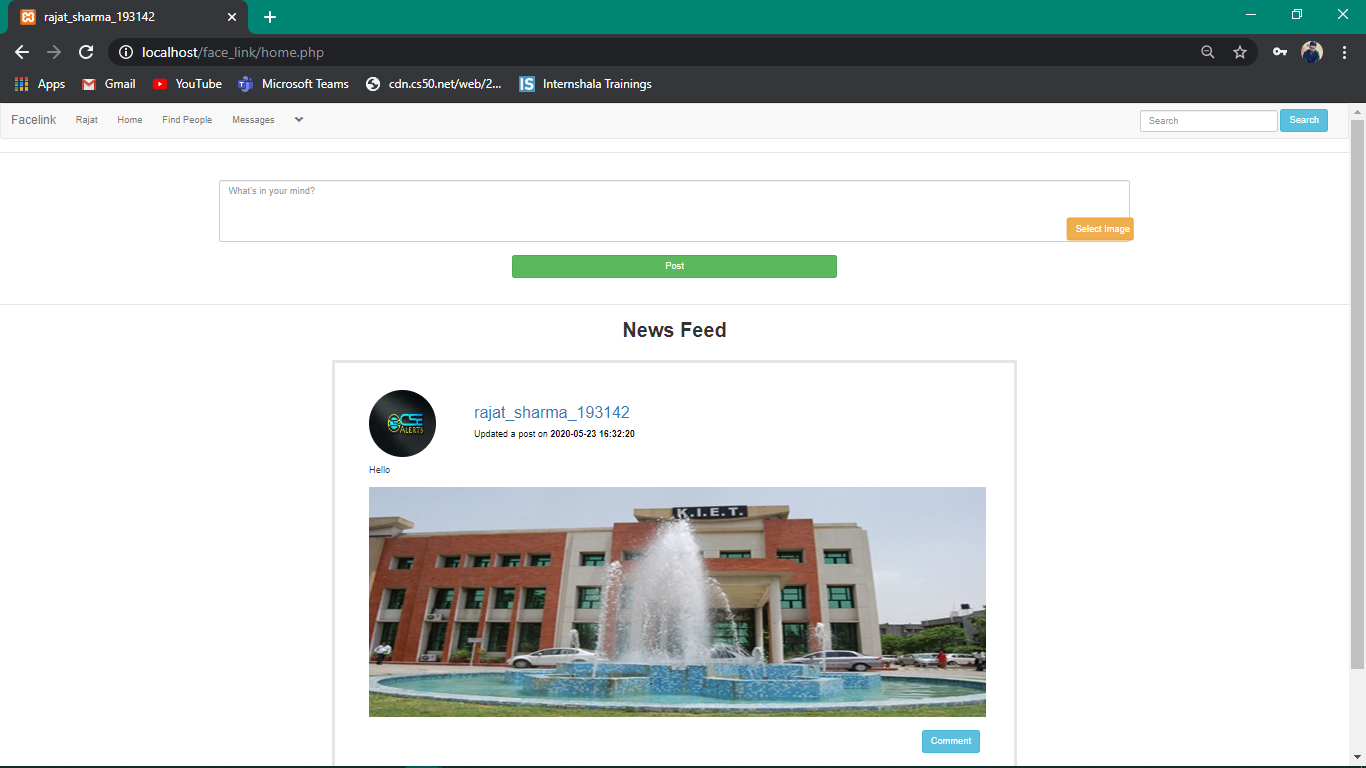 rajat_sharma_193142
localhost/face_link/home.php
Apps Gmail YouTube Microsoft Teams cdn.cs50.net/web/2... IS Internshala Trainings
Facelink Rajat Home Find People Messages Search Search
What's in your mind?
Select Image
Post
News Feed
CSE
ALERTS
rajat_sharma_193142
Updated a post on 2020-05-23 16:32:20
Hello
K.I.E.T.
Comment